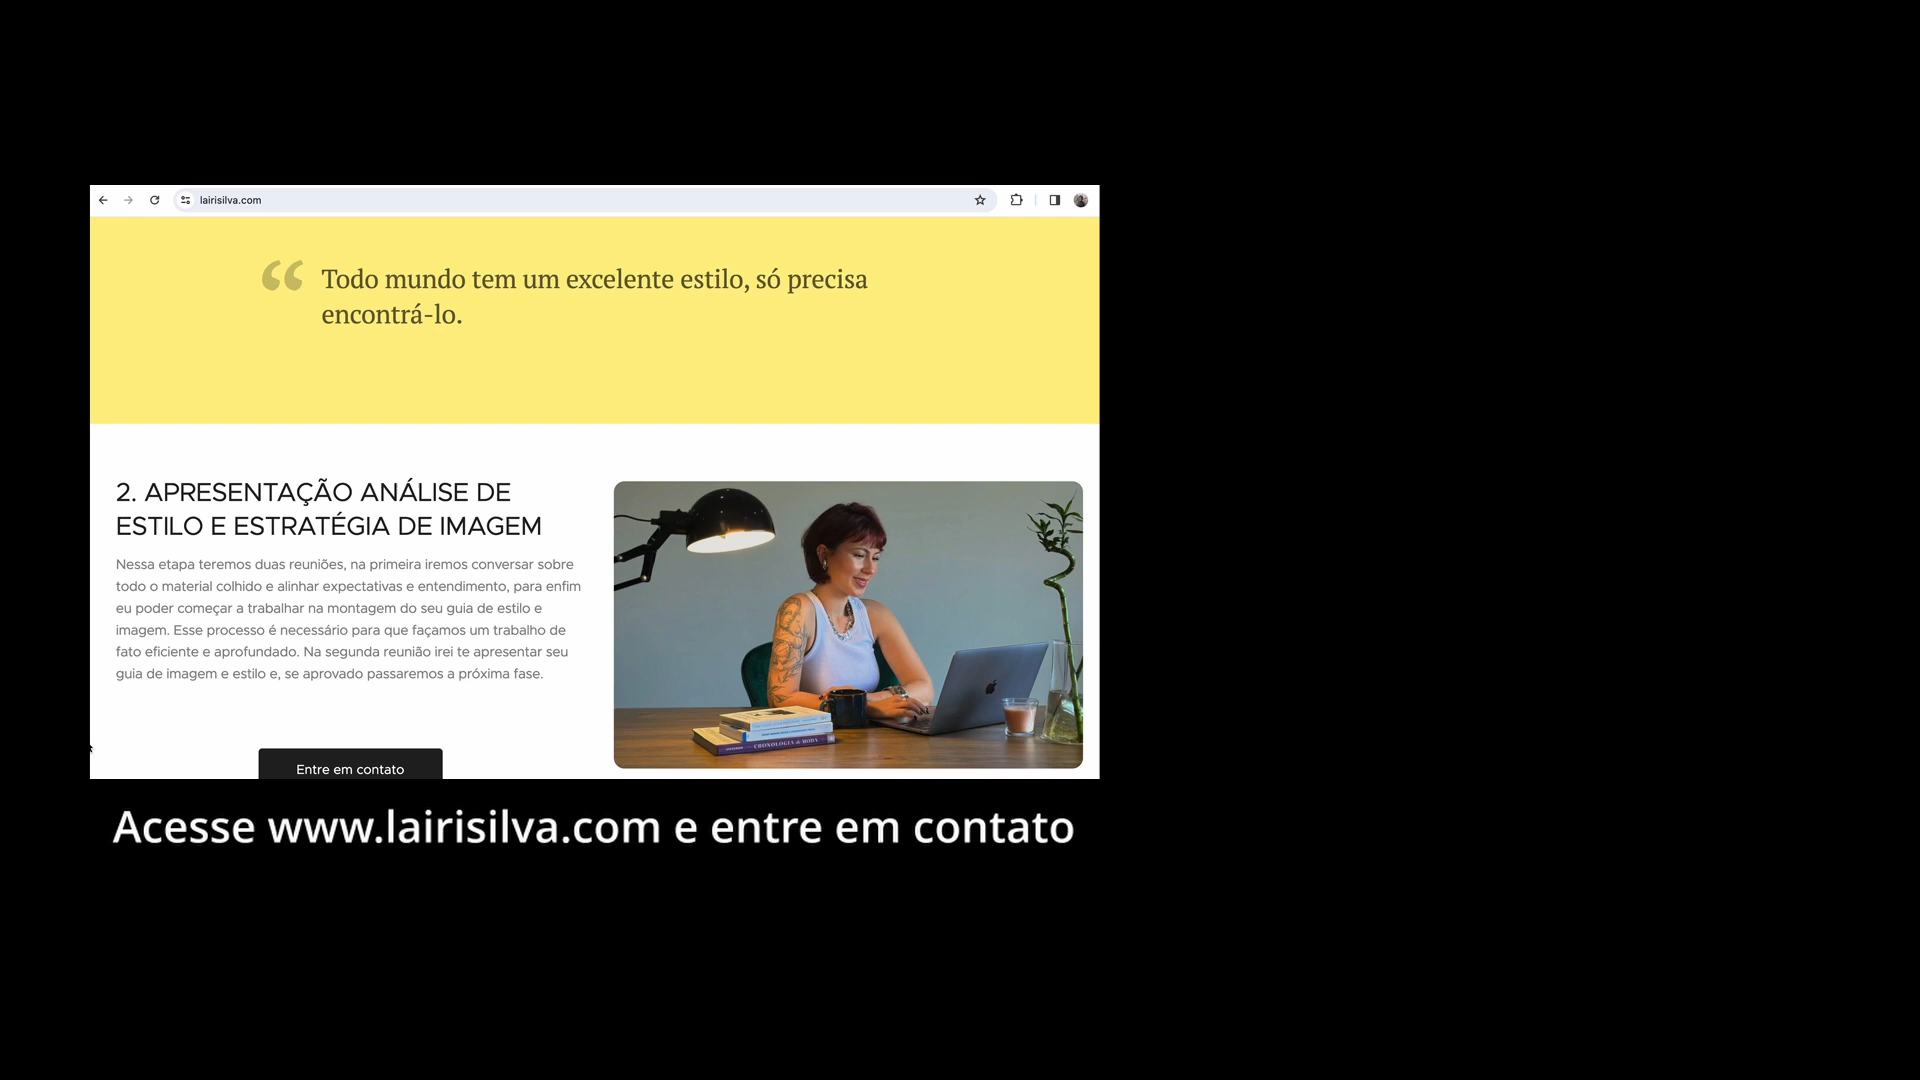 lairisilva.com
“
Todo mundo tem um excelente estilo, só precisa
encontrá-lo.
2. APRESENTAÇÃO ANÁLISE DE
ESTILO E ESTRATÉGIA DE IMAGEM
Nessa etapa teremos duas reuniões, na primeira iremos conversar sobre
todo o material colhido e alinhar expectativas e entendimento, para enfim
eu poder começar a trabalhar na montagem do seu guia de estilo e
imagem. Esse processo é necessário para que façamos um trabalho de
fato eficiente e aprofundado. Na segunda reunião irei te apresentar seu
guia de imagem e estilo e, se aprovado passaremos a próxima fase.
CRONOLOGIA da MODA
Entre em contato
Acesse www.lairisilva.com e entre em contato